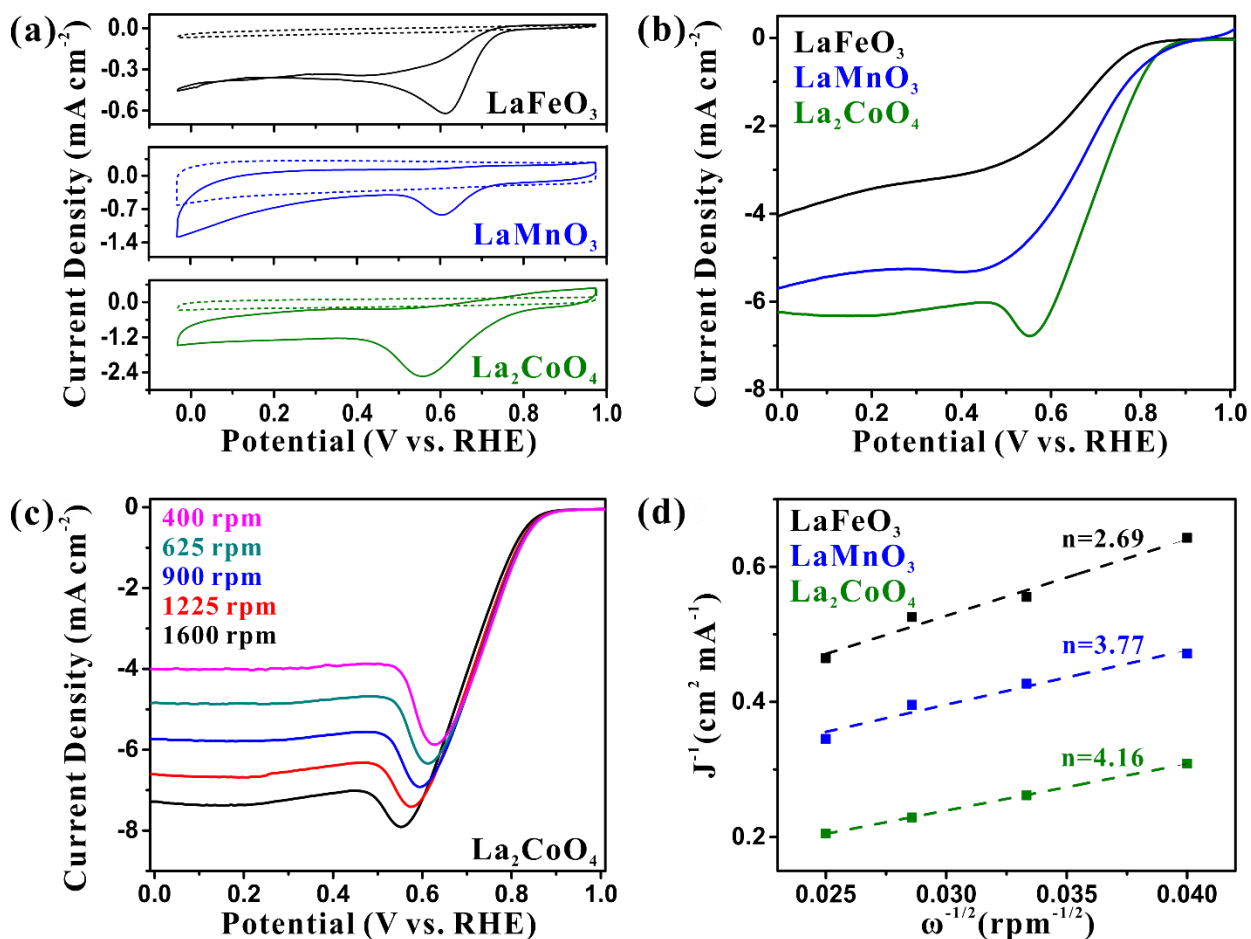 (a)
Current Density (mA cm⁻²)
0.0
-0.3
-0.6
LaFeO₃
0.0
-0.7
-1.4
LaMnO₃
0.0
-1.2
-2.4
La₂CoO₄
0.0 0.2 0.4 0.6 0.8 1.0
Potential (V vs. RHE)
(b)
Current Density (mA cm⁻²)
0
-2
-4
-6
-8
LaFeO₃
LaMnO₃
La₂CoO₄
0.0 0.2 0.4 0.6 0.8 1.0
Potential (V vs. RHE)
(c)
Current Density (mA cm⁻²)
0
-2
-4
-6
-8
400 rpm
625 rpm
900 rpm
1225 rpm
1600 rpm
La₂CoO₄
0.0 0.2 0.4 0.6 0.8 1.0
Potential (V vs. RHE)
(d)
J⁻¹(cm² mA⁻¹)
0.6
0.4
0.2
LaFeO₃
LaMnO₃
La₂CoO₄
n=2.69
n=3.77
n=4.16
0.025 0.030 0.035 0.040
ω⁻¹/²(rpm⁻¹/²)